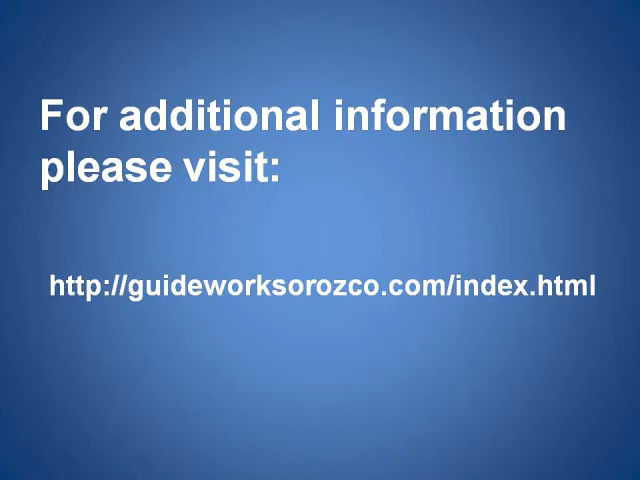 For additional information
please visit:
http://guideworksorozco.com/index.html